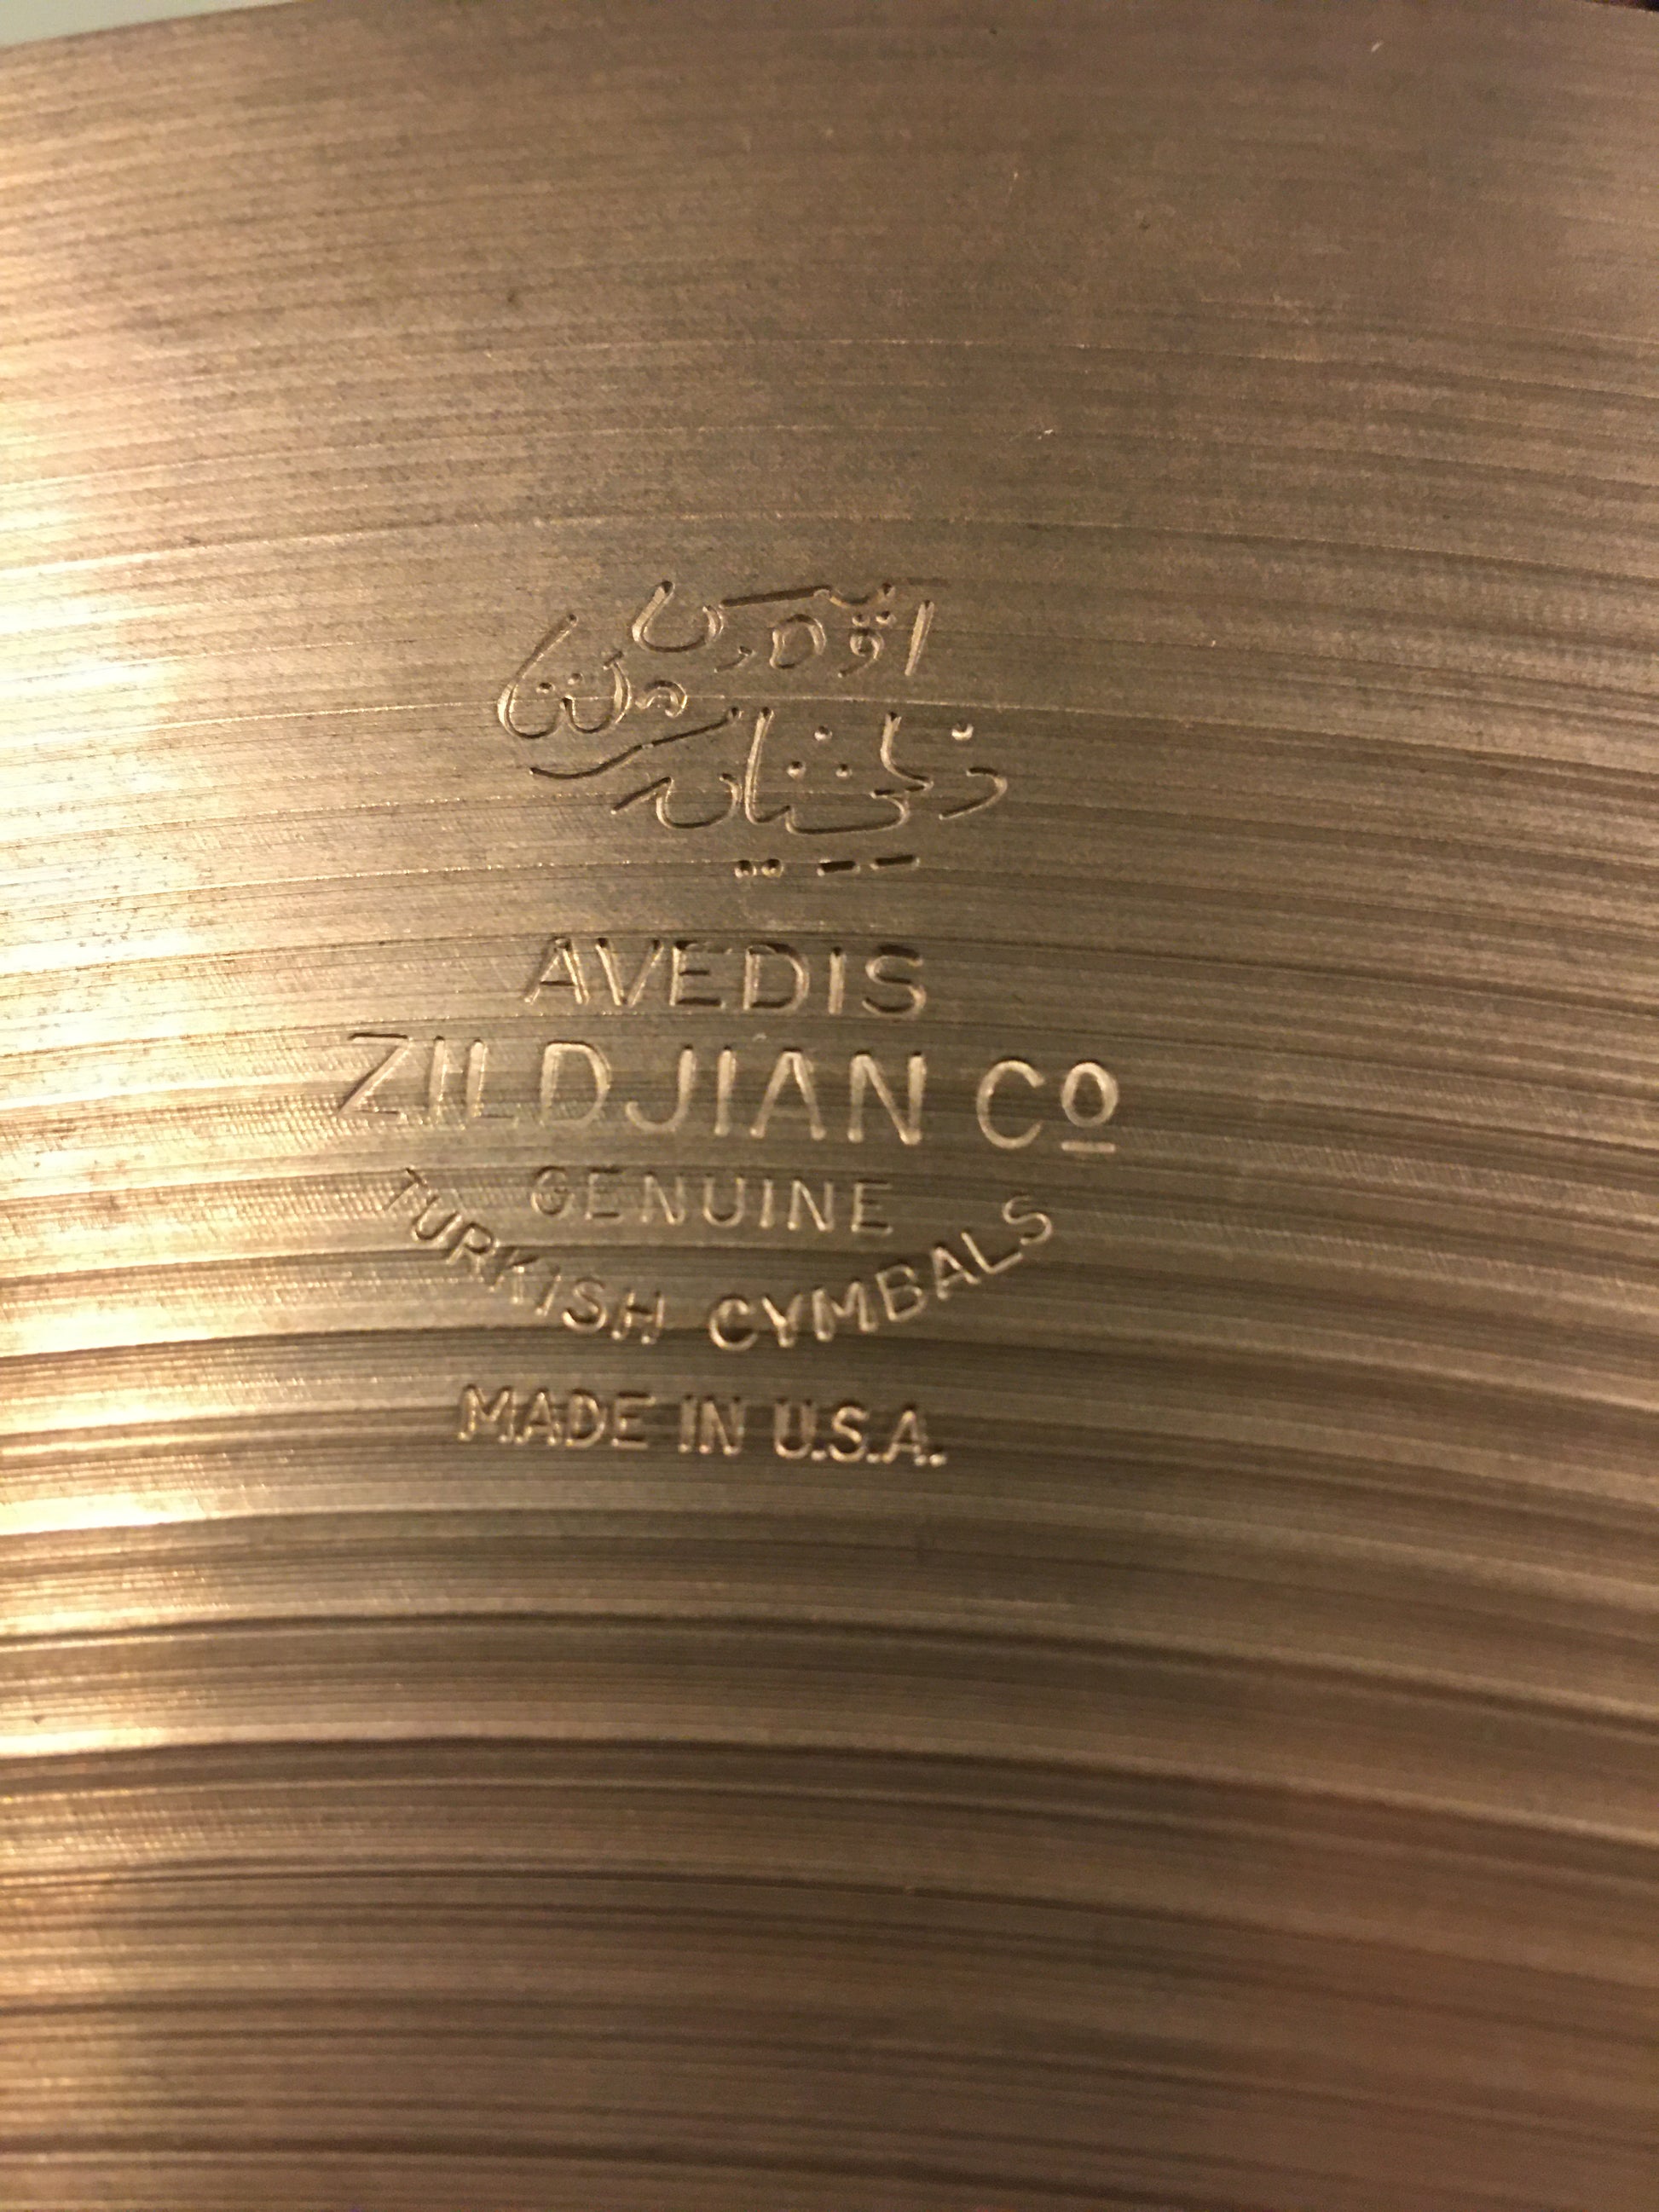 AVEDIS
ZILDJIAN Cº
GENUINE
TURKISH CYMBALS
MADE IN U.S.A.